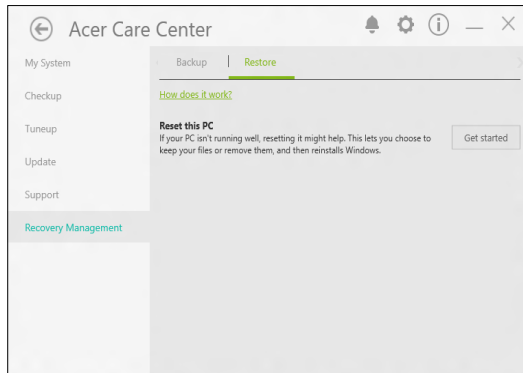 Acer Care Center
My System
Backup
Restore
Checkup
How does it work?
Tuneup
Reset this PC
If your PC isn't running well, resetting it might help. This lets you choose to
keep your files or remove them, and then reinstalls Windows.
Get started
Update
Support
Recovery Management